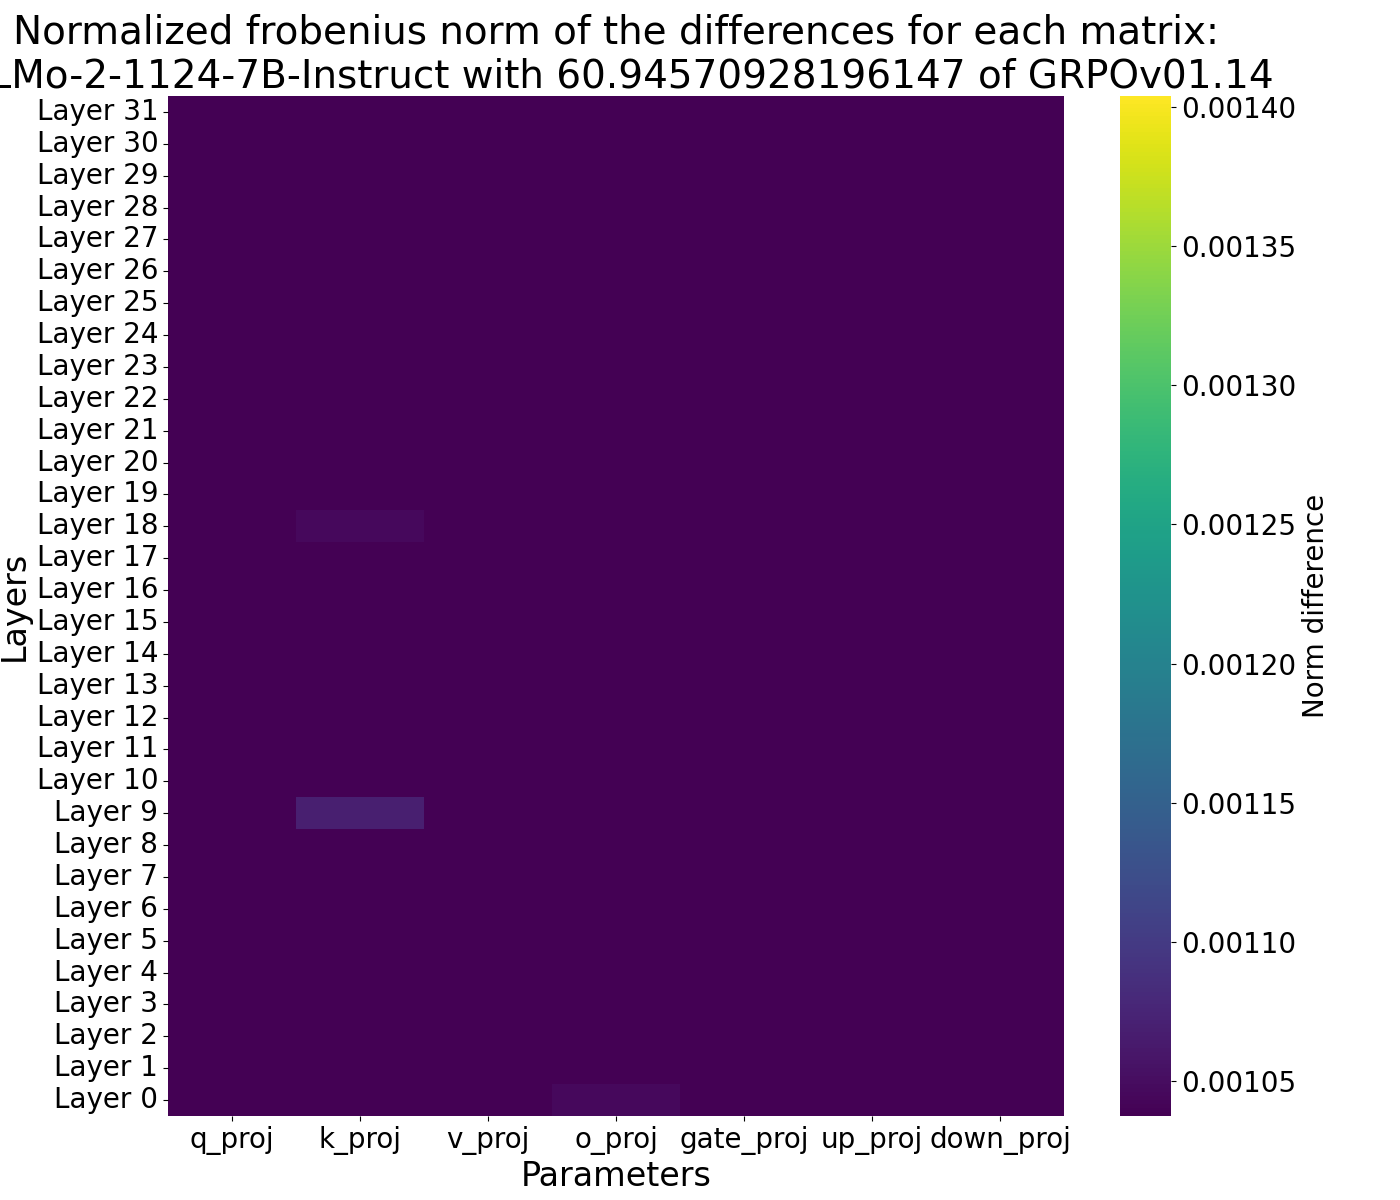 Normalized frobenius norm of the differences for each matrix:
LMo-2-1124-7B-Instruct with 60.94570928196147 of GRPOv01.14
Layer 31
Layer 30
Layer 29
Layer 28
Layer 27
Layer 26
Layer 25
Layer 24
Layer 23
Layer 22
Layer 21
Layer 20
Layer 19
Layer 18
Layer 17
Layer 16
Layer 15
Layer 14
Layer 13
Layer 12
Layer 11
Layer 10
Layer 9
Layer 8
Layer 7
Layer 6
Layer 5
Layer 4
Layer 3
Layer 2
Layer 1
Layer 0
Layers
q_proj k_proj v_proj o_proj gate_proj up_proj down_proj
Parameters
0.00140
0.00135
0.00130
0.00125
0.00120
0.00115
0.00110
0.00105
Norm difference